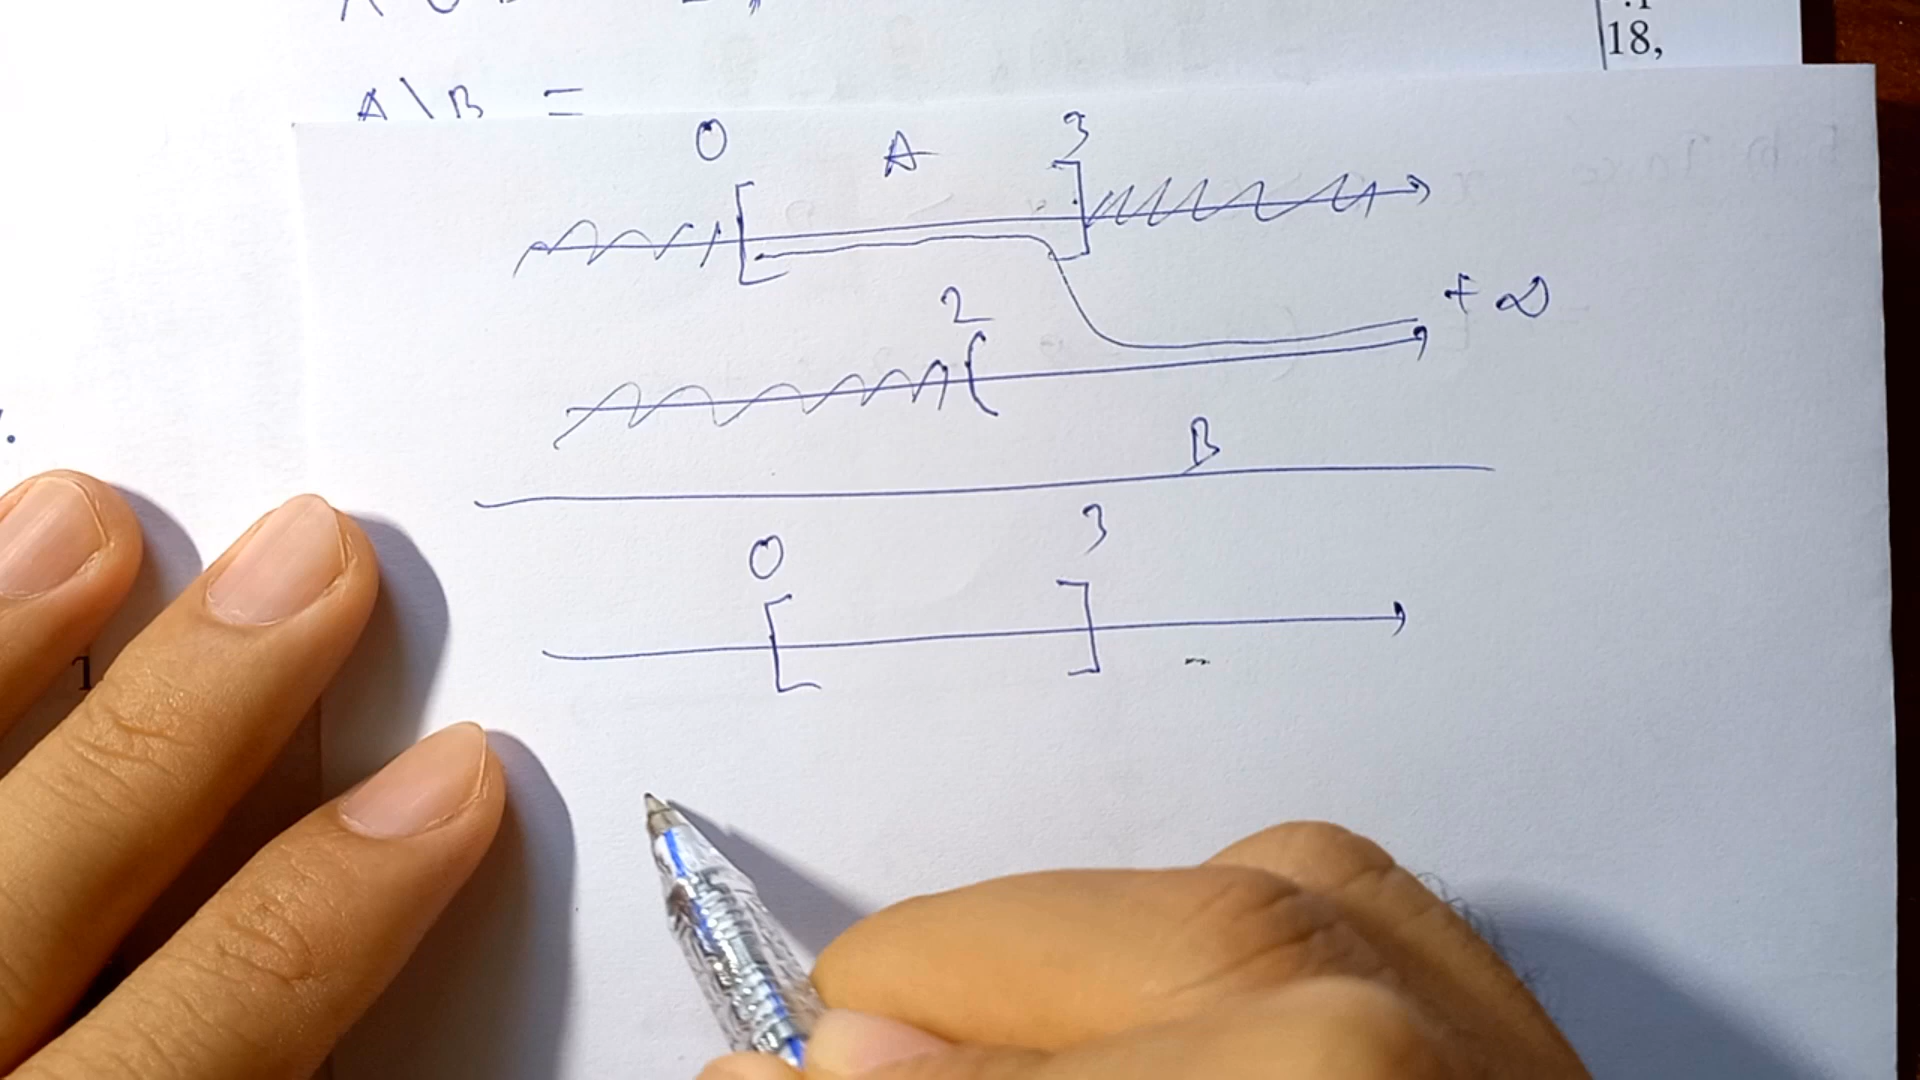 18,
A \ B =
0 A 3
+ ∞
2
B
0 3